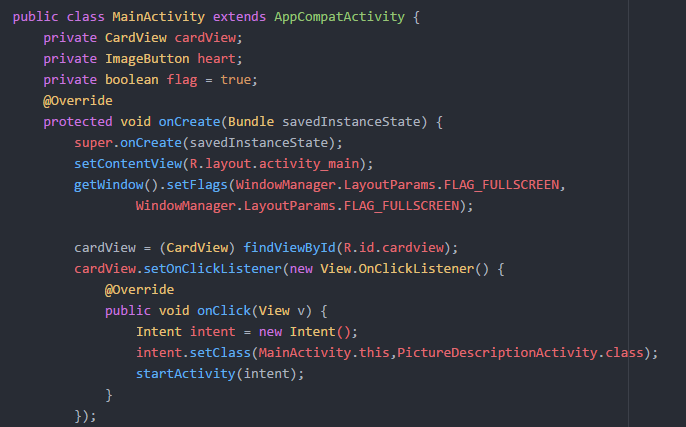 public class MainActivity extends AppCompatActivity {
    private CardView cardView;
    private ImageButton heart;
    private boolean flag = true;
    @Override
    protected void onCreate(Bundle savedInstanceState) {
        super.onCreate(savedInstanceState);
        setContentView(R.layout.activity_main);
        getWindow().setFlags(WindowManager.LayoutParams.FLAG_FULLSCREEN,
                WindowManager.LayoutParams.FLAG_FULLSCREEN);
        cardView = (CardView) findViewById(R.id.cardview);
        cardView.setOnClickListener(new View.OnClickListener() {
            @Override
            public void onClick(View v) {
                Intent intent = new Intent();
                intent.setClass(MainActivity.this,PictureDescriptionActivity.class);
                startActivity(intent);
            }
        });